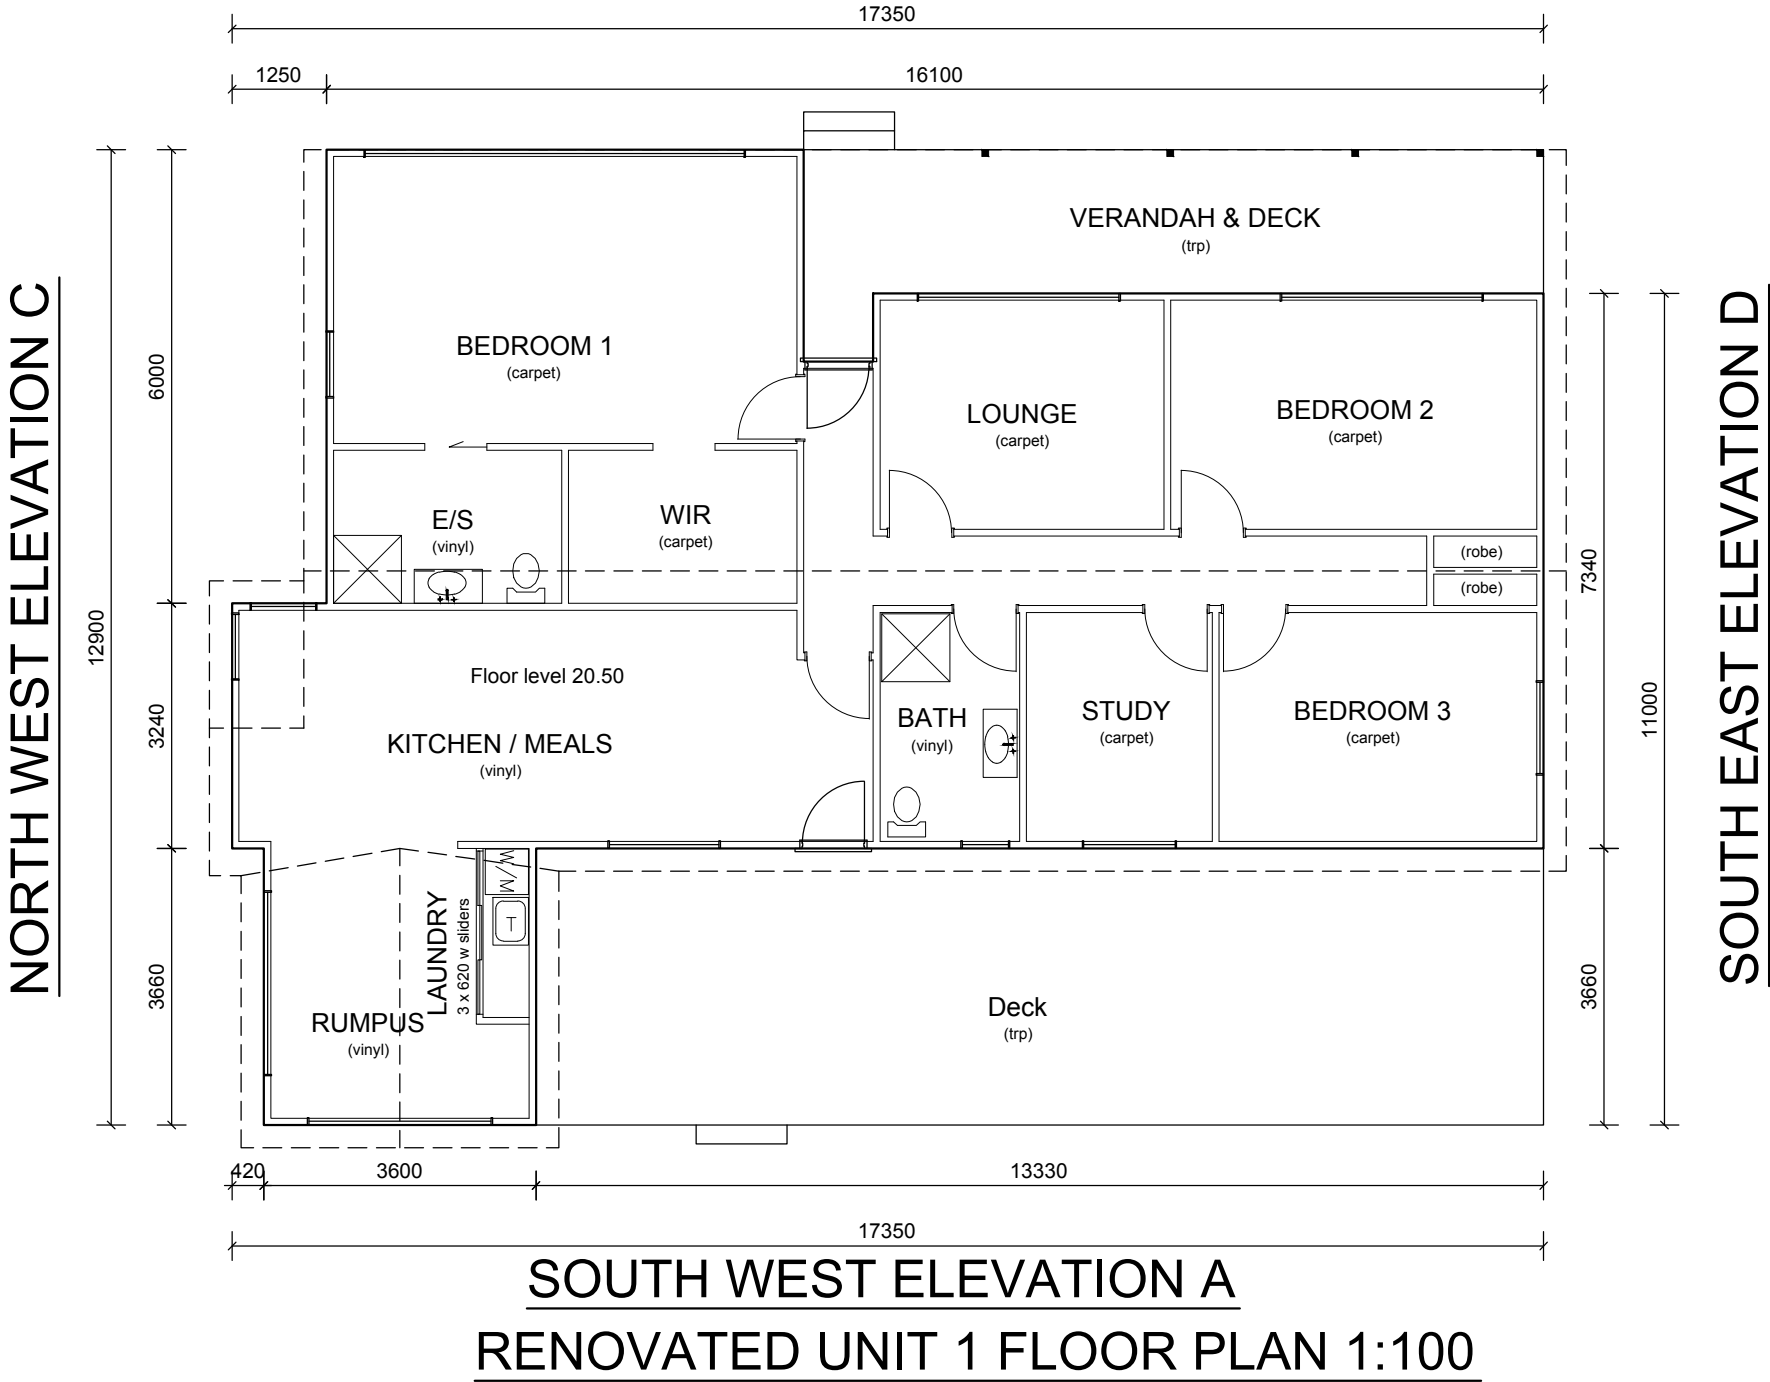 17350
1250
16100
VERANDAH & DECK
(trp)
NORTH WEST ELEVATION C
SOUTH EAST ELEVATION D
12900
6000
3240
3660
BEDROOM 1
(carpet)
LOUNGE
(carpet)
BEDROOM 2
(carpet)
E/S
(vinyl)
WIR
(carpet)
(robe)
(robe)
7340
11000
3660
Floor level 20.50
KITCHEN / MEALS
(vinyl)
BATH
(vinyl)
STUDY
(carpet)
BEDROOM 3
(carpet)
W/M
LAUNDRY
3 x 620 w sliders
RUMPUS
(vinyl)
Deck
(trp)
420
3600
13330
17350
SOUTH WEST ELEVATION A
RENOVATED UNIT 1 FLOOR PLAN 1:100